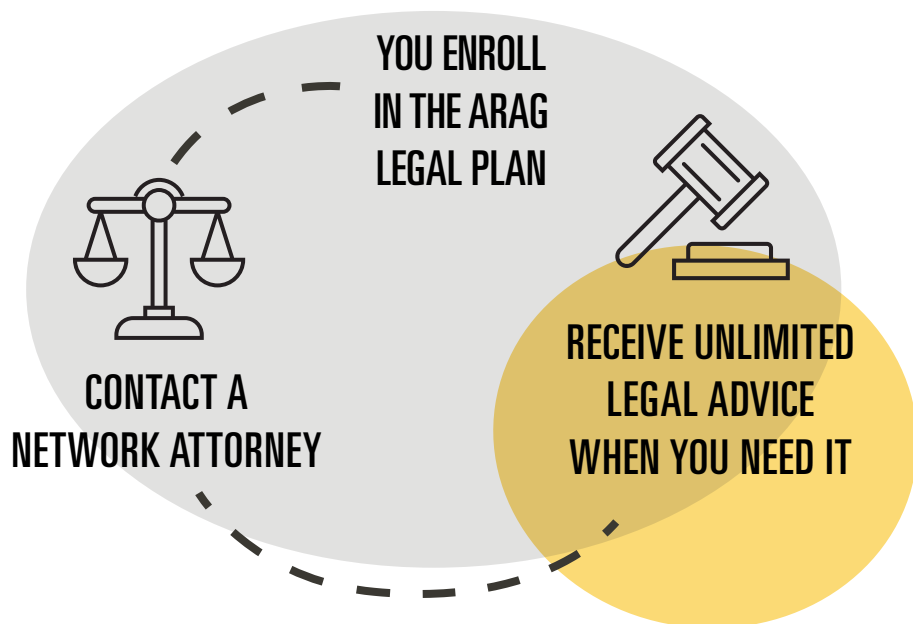 YOU ENROLL
IN THE ARAG
LEGAL PLAN
CONTACT A
NETWORK ATTORNEY
RECEIVE UNLIMITED
LEGAL ADVICE
WHEN YOU NEED IT